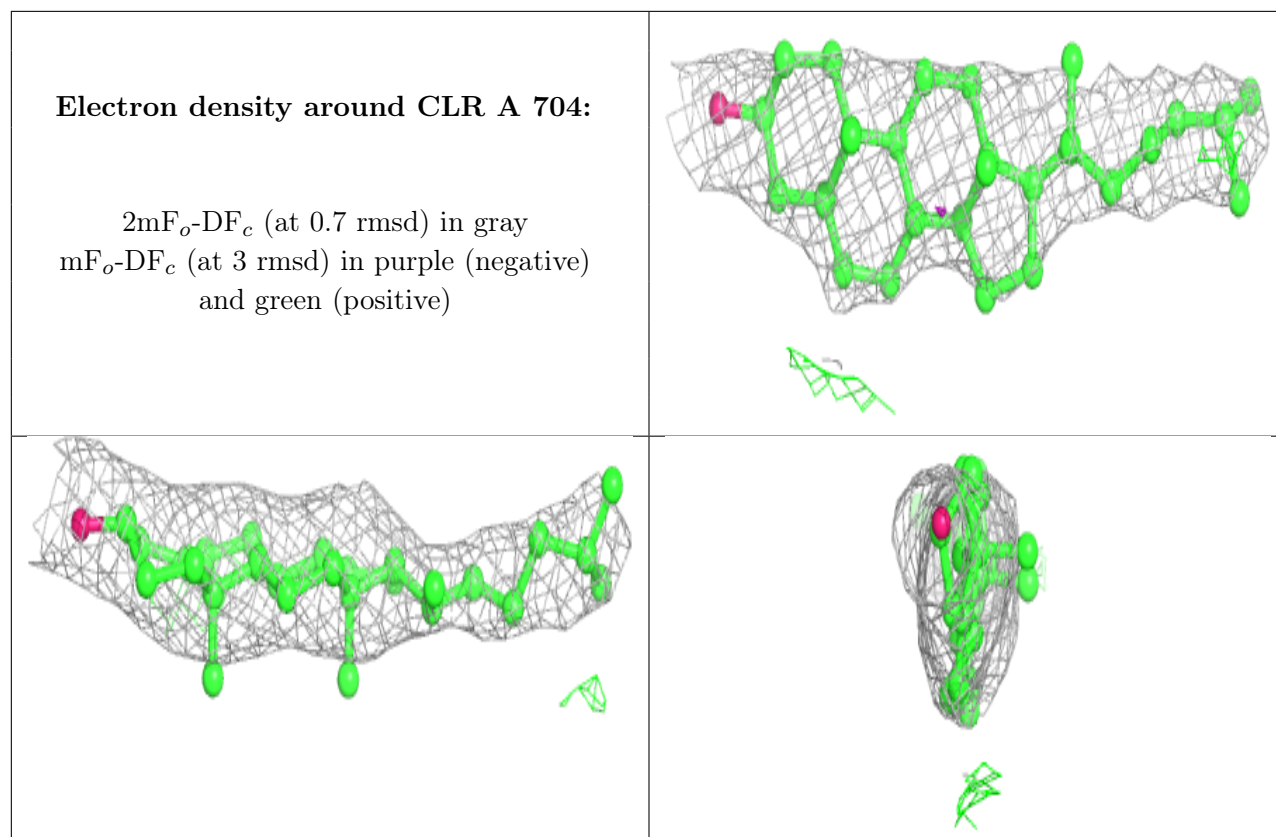 Electron density around CLR A 704:
2mFo-DFc (at 0.7 rmsd) in gray
mFo-DFc (at 3 rmsd) in purple (negative)
and green (positive)